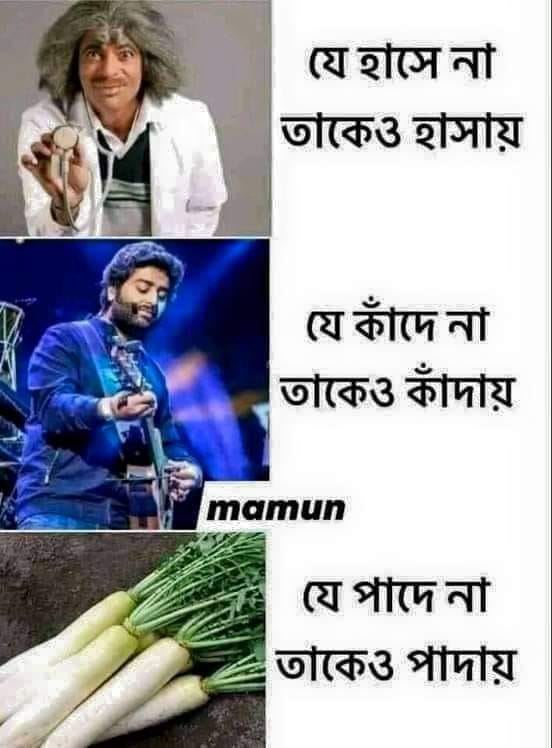 যে হাসে না
তাকেও হাসায়
যে কাঁদে না
তাকেও কাঁদায়
mamun
যে পাদে না
তাকেও পাদায়